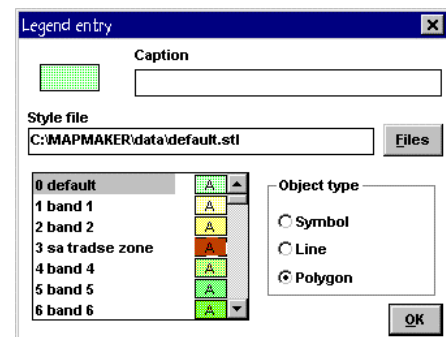 Legend entry
Caption
Style file
C:\MAPMAKER\data\default.stl
Files
0 default A
1 band 1 A
2 band 2 A
3 sa tradse zone A
4 band 4 A
5 band 5 A
6 band 6 A
Object type
Symbol
Line
Polygon
OK